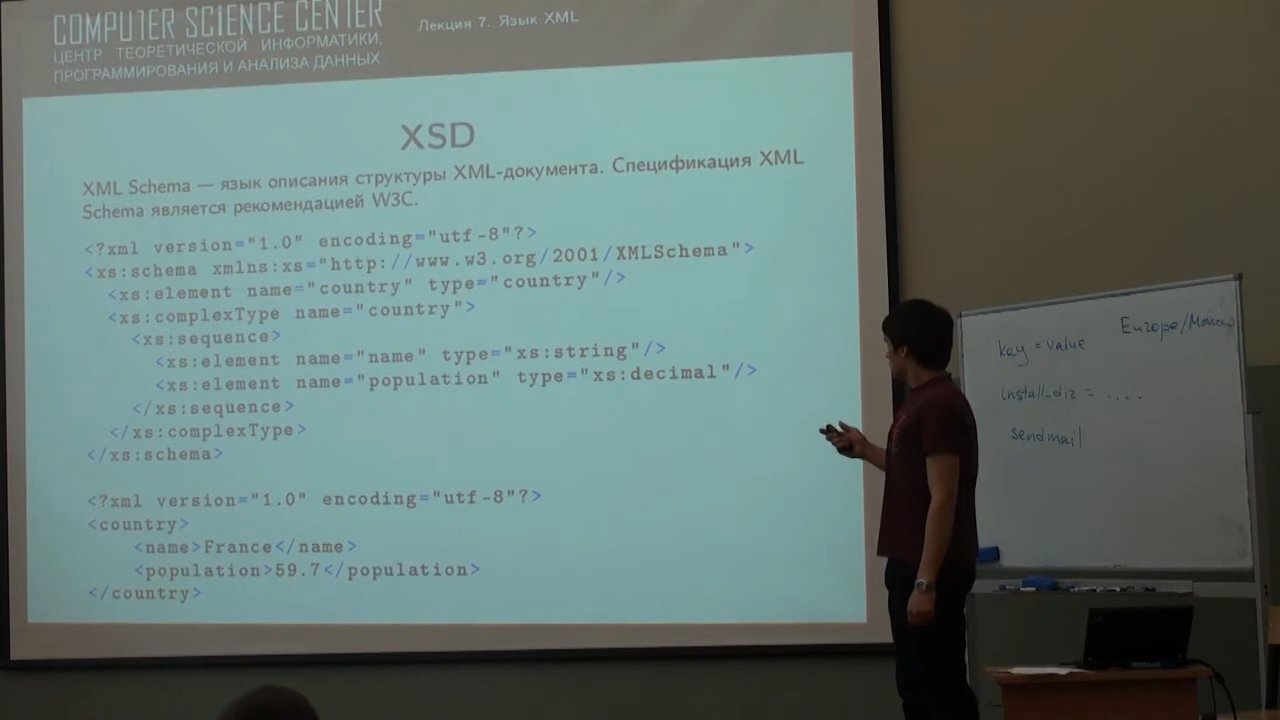 COMPUTER SCIENCE CENTER
ЦЕНТР ТЕОРЕТИЧЕСКОЙ ИНФОРМАТИКИ,
ПРОГРАММИРОВАНИЯ И АНАЛИЗА ДАННЫХ
Лекция 7. Язык XML
XSD
XML Schema — язык описания структуры XML-документа. Спецификация XML
Schema является рекомендацией W3C.
<?xml version="1.0" encoding="utf-8"?>
<xs:schema xmlns:xs="http://www.w3.org/2001/XMLSchema">
  <xs:element name="country" type="country"/>
  <xs:complexType name="country">
    <xs:sequence>
      <xs:element name="name" type="xs:string"/>
      <xs:element name="population" type="xs:decimal"/>
    </xs:sequence>
  </xs:complexType>
</xs:schema>
<?xml version="1.0" encoding="utf-8"?>
<country>
    <name>France</name>
    <population>59.7</population>
</country>
Europe/Moscow
key = value
install_dir = ....
sendmail